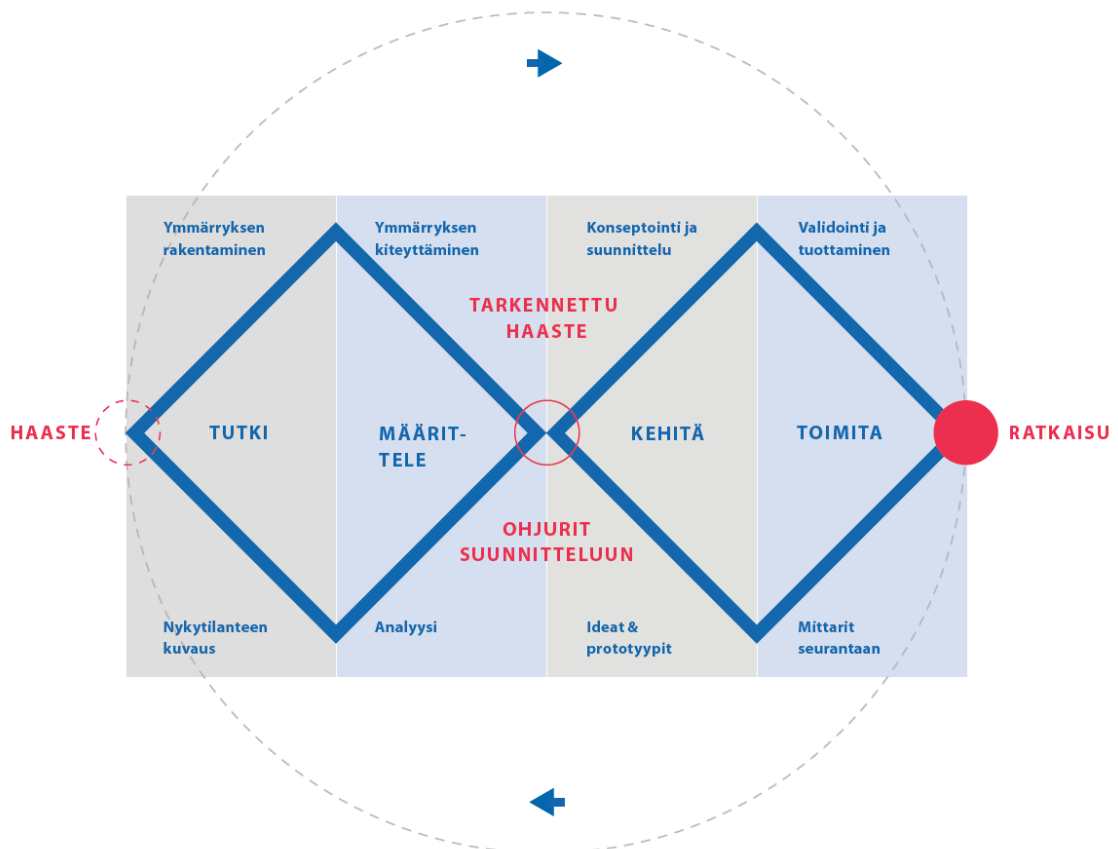 Ymmärryksen
rakentaminen
Ymmärryksen
kiteyttäminen
Konseptointi ja
suunnittelu
Validointi ja
tuottaminen
TARKENNETTU
HAASTE
HAASTE
TUTKI
MÄÄRIT-
TELE
KEHITÄ
TOIMITA
RATKAISU
OHJURIT
SUUNNITTELUUN
Nykytilanteen
kuvaus
Analyysi
Ideat &
prototyypit
Mittarit
seurantaan